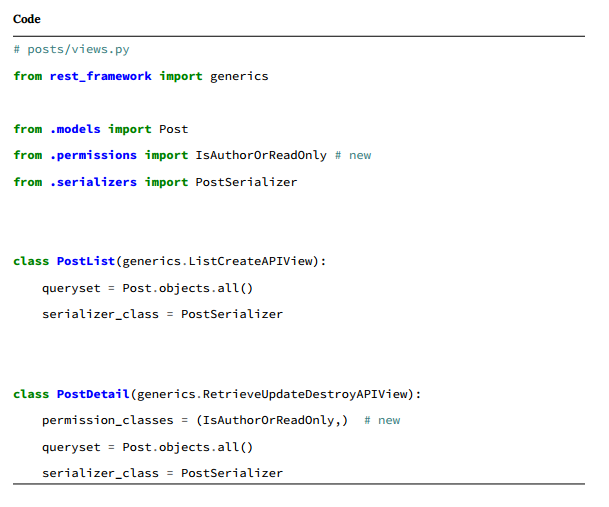 Code
# posts/views.py
from rest_framework import generics
from .models import Post
from .permissions import IsAuthorOrReadOnly # new
from .serializers import PostSerializer
class PostList(generics.ListCreateAPIView):
    queryset = Post.objects.all()
    serializer_class = PostSerializer
class PostDetail(generics.RetrieveUpdateDestroyAPIView):
    permission_classes = (IsAuthorOrReadOnly,)  # new
    queryset = Post.objects.all()
    serializer_class = PostSerializer